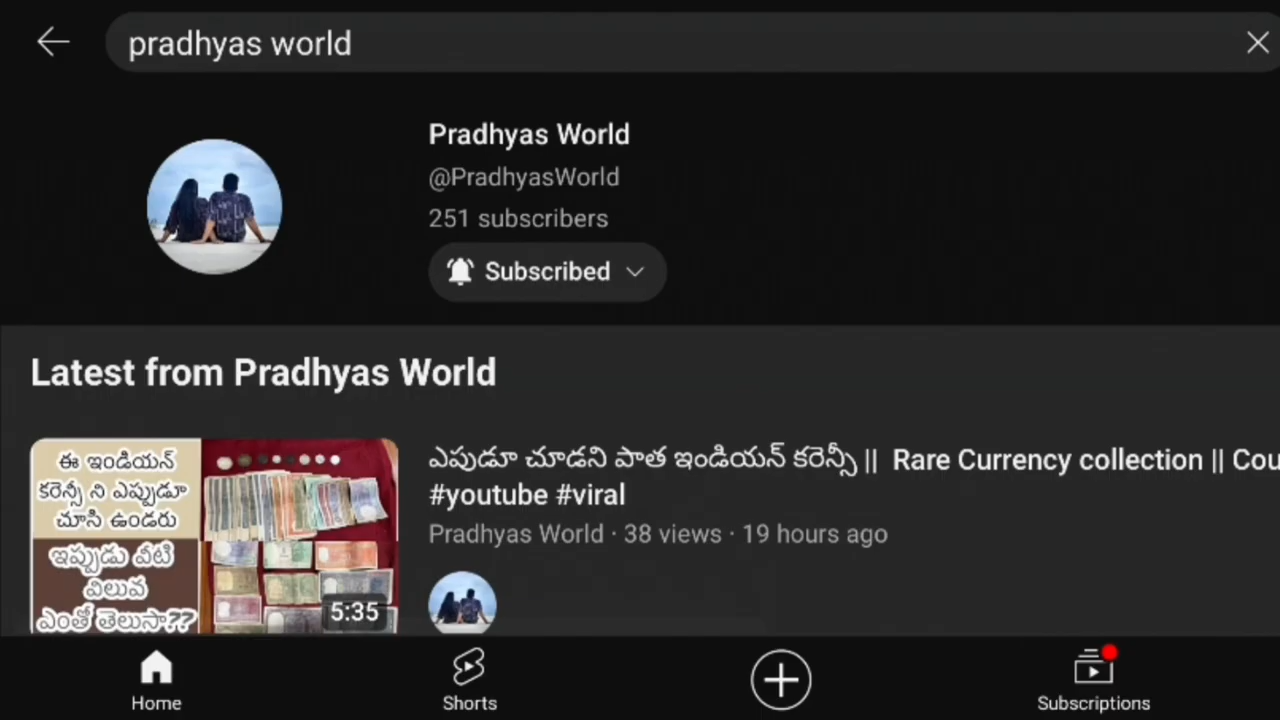 pradhyas world
Pradhyas World
@PradhyasWorld
251 subscribers
Subscribed
Latest from Pradhyas World
ఈ ఇండియన్
కరెన్సీ ని ఎప్పుడూ
చూసి ఉండరు
ఇప్పుడు వీటి
విలువ
ఎంతో తెలుసా??
5:35
ఎపుడూ చూడని పాత ఇండియన్ కరెన్సీ || Rare Currency collection || Cou
#youtube #viral
Pradhyas World · 38 views · 19 hours ago
Home
Shorts
Subscriptions